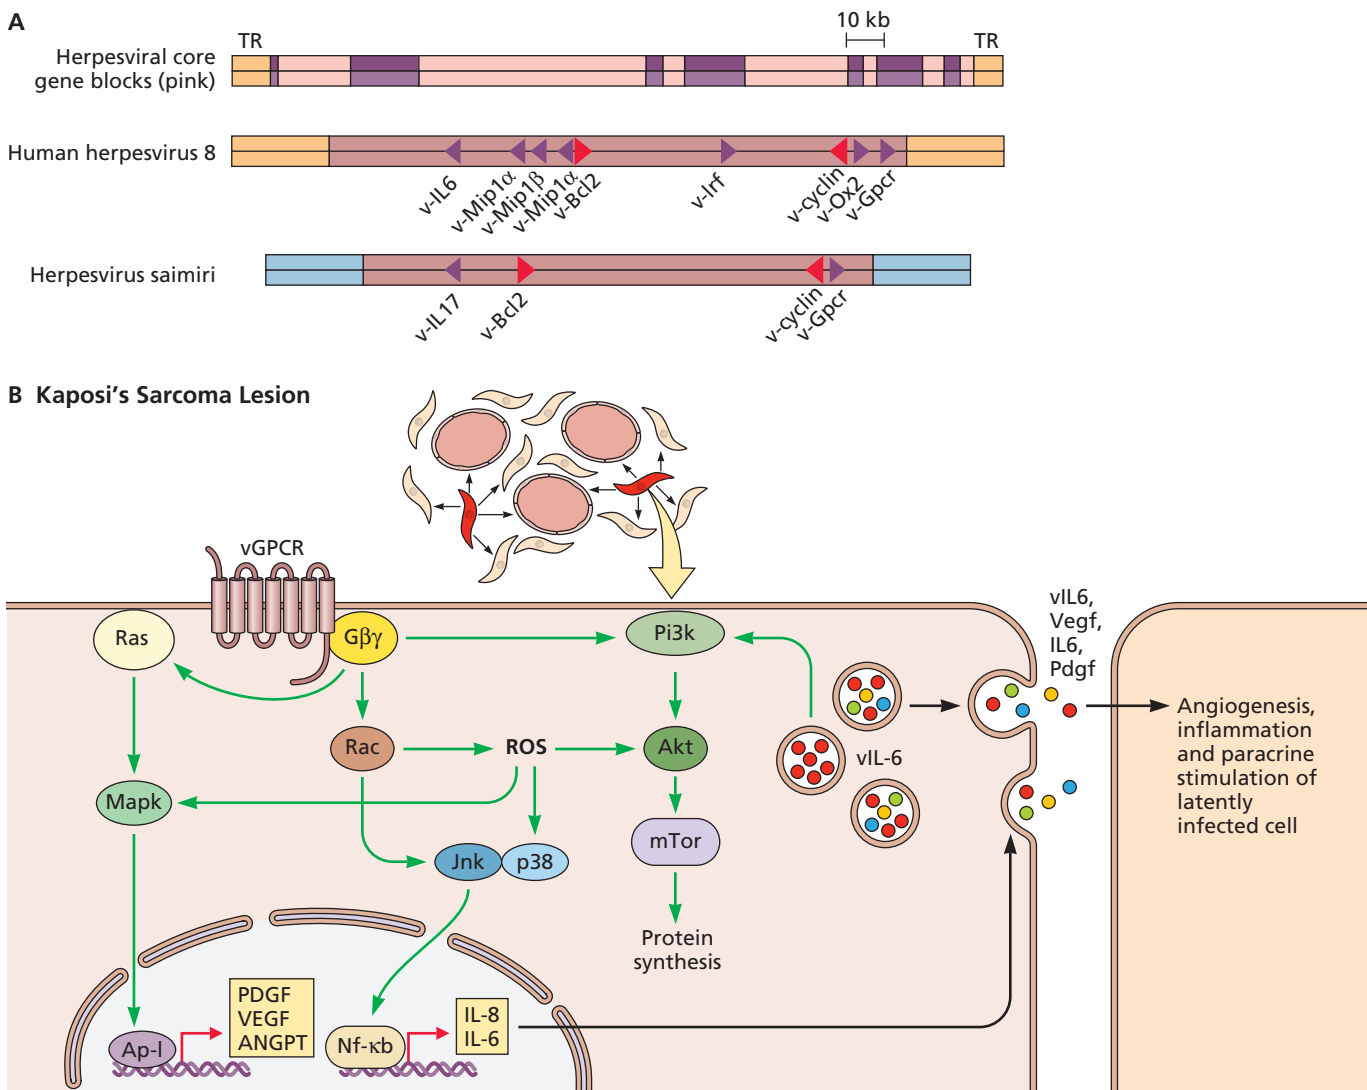 A
10 kb
TR
TR
Herpesviral core
gene blocks (pink)
Human herpesvirus 8
v-IL6
v-Mip1α
v-Mip1β
v-Mip1α
v-Bcl2
v-Irf
v-cyclin
v-Ox2
v-Gpcr
Herpesvirus saimiri
v-IL17
v-Bcl2
v-cyclin
v-Gpcr
B Kaposi's Sarcoma Lesion
vGPCR
Ras
Gβγ
Pi3k
vIL6,
Vegf,
IL6,
Pdgf
Rac
ROS
Akt
vIL-6
Angiogenesis,
inflammation
and paracrine
stimulation of
latently
infected cell
Mapk
Jnk
p38
mTor
Protein
synthesis
PDGF
VEGF
ANGPT
Ap-I
Nf-κb
IL-8
IL-6